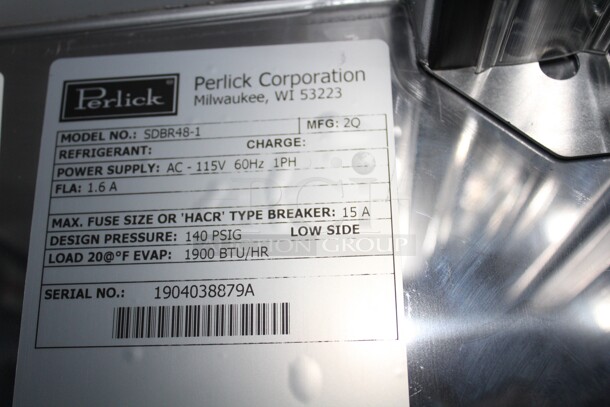 Perlick
Perlick Corporation
Milwaukee, WI 53223
MODEL NO.: SDBR48-1 MFG: 2Q
REFRIGERANT: CHARGE:
POWER SUPPLY: AC - 115V 60Hz 1PH
FLA: 1.6 A
MAX. FUSE SIZE OR 'HACR' TYPE BREAKER: 15 A
DESIGN PRESSURE: 140 PSIG LOW SIDE
LOAD 20@°F EVAP: 1900 BTU/HR
SERIAL NO.: 1904038879A
GROUP